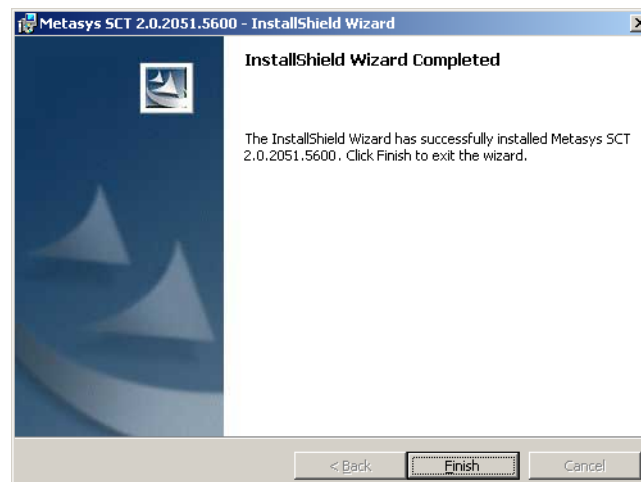 Metasys SCT 2.0.2051.5600 - InstallShield Wizard
InstallShield Wizard Completed
The InstallShield Wizard has successfully installed Metasys SCT
2.0.2051.5600. Click Finish to exit the wizard.
< Back
Finish
Cancel